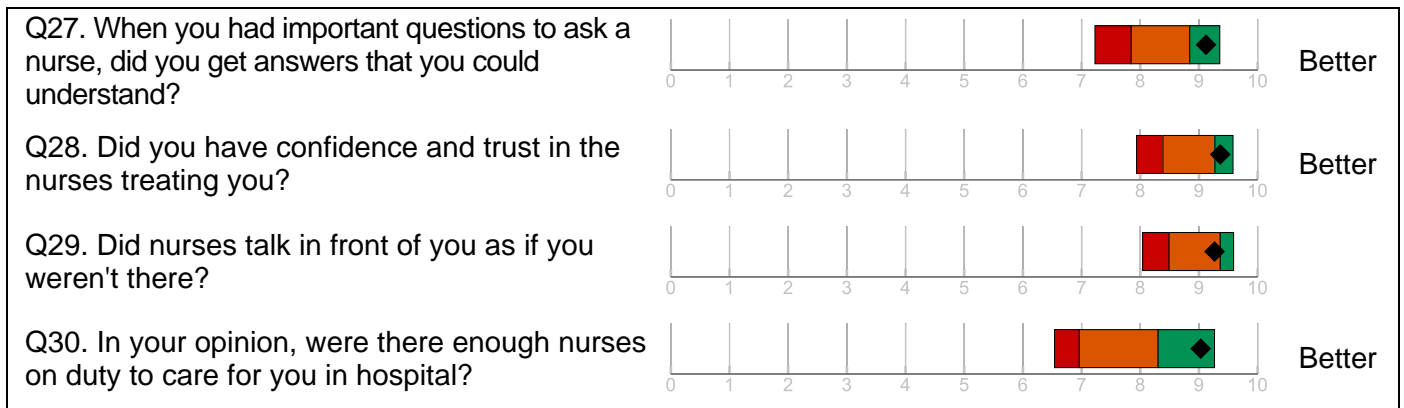 Q27. When you had important questions to ask a
nurse, did you get answers that you could
understand?
0 1 2 3 4 5 6 7 8 9 10
Better
Q28. Did you have confidence and trust in the
nurses treating you?
0 1 2 3 4 5 6 7 8 9 10
Better
Q29. Did nurses talk in front of you as if you
weren't there?
0 1 2 3 4 5 6 7 8 9 10
Q30. In your opinion, were there enough nurses
on duty to care for you in hospital?
0 1 2 3 4 5 6 7 8 9 10
Better